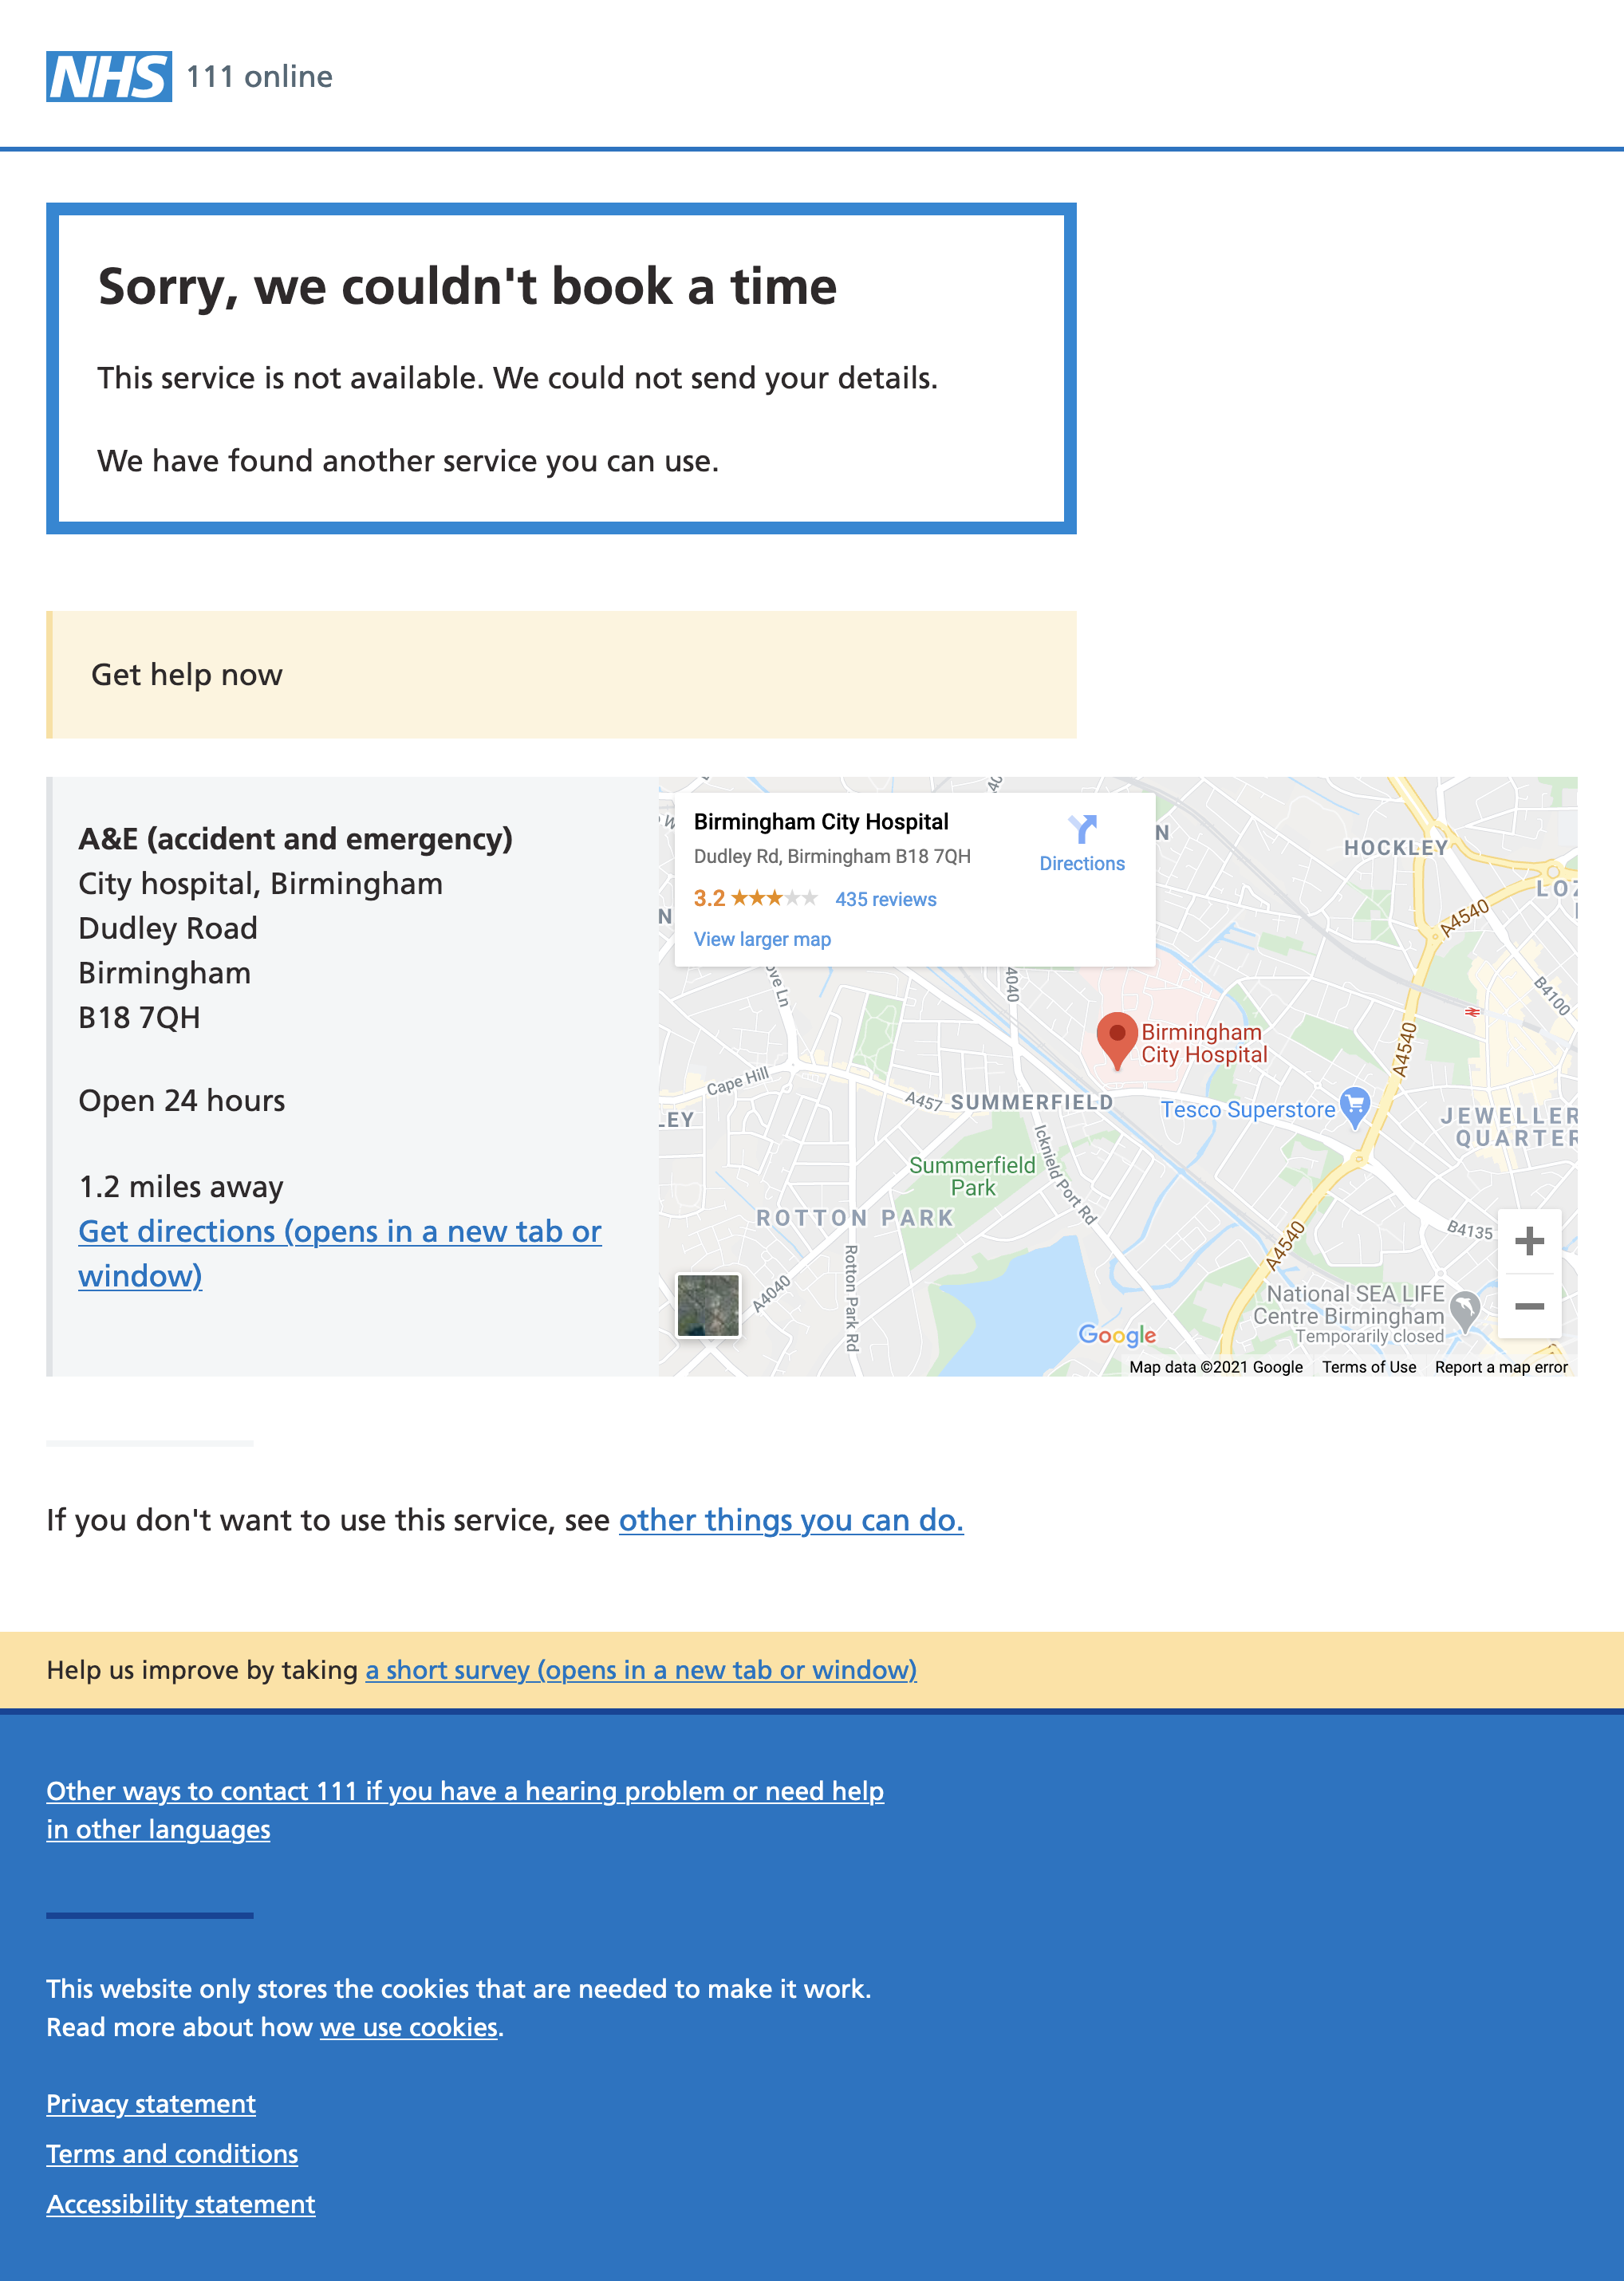 NHS 111 online
Sorry, we couldn't book a time
This service is not available. We could not send your details.
We have found another service you can use.
Get help now
A&E (accident and emergency)
City hospital, Birmingham
Dudley Road
Birmingham
B18 7QH
Open 24 hours
1.2 miles away
Get directions (opens in a new tab or
window)
Birmingham City Hospital
Dudley Rd, Birmingham B18 7QH
3.2 435 reviews
View larger map
Directions
HOCKLEY
A4540
B4100
4040
Birmingham
City Hospital
A4540
Cape Hill
A457
SUMMERFIELD
Tesco Superstore
JEWELLER
QUARTER
LEY
Icknield Port Rd
Summerfield
Park
ROTTON PARK
B4135
A4540
Rotton Park Rd
A4040
National SEA LIFE
Centre Birmingham
Temporarily closed
Google
Map data ©2021 Google Terms of Use Report a map error
If you don't want to use this service, see other things you can do.
Help us improve by taking a short survey (opens in a new tab or window)
Other ways to contact 111 if you have a hearing problem or need help
in other languages
This website only stores the cookies that are needed to make it work.
Read more about how we use cookies.
Privacy statement
Terms and conditions
Accessibility statement